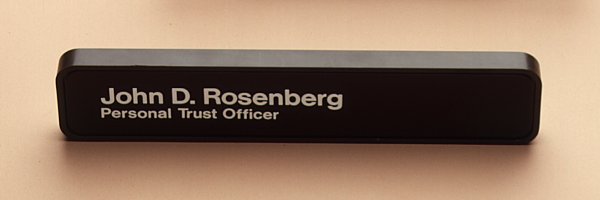 John D. Rosenberg
Personal Trust Officer